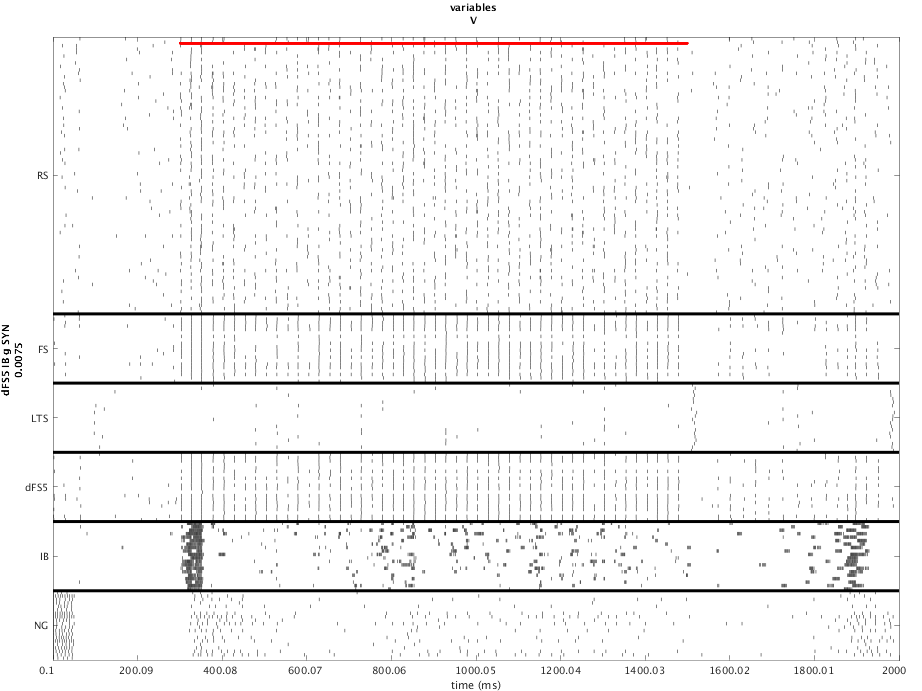 variables
V
RS
FS
LTS
dFS5
IB
NG
dFS5 IB g SYN
0.0075
0.1 200.09 400.08 600.07 800.06 1000.05 1200.04 1400.03 1600.02 1800.01 2000
time (ms)